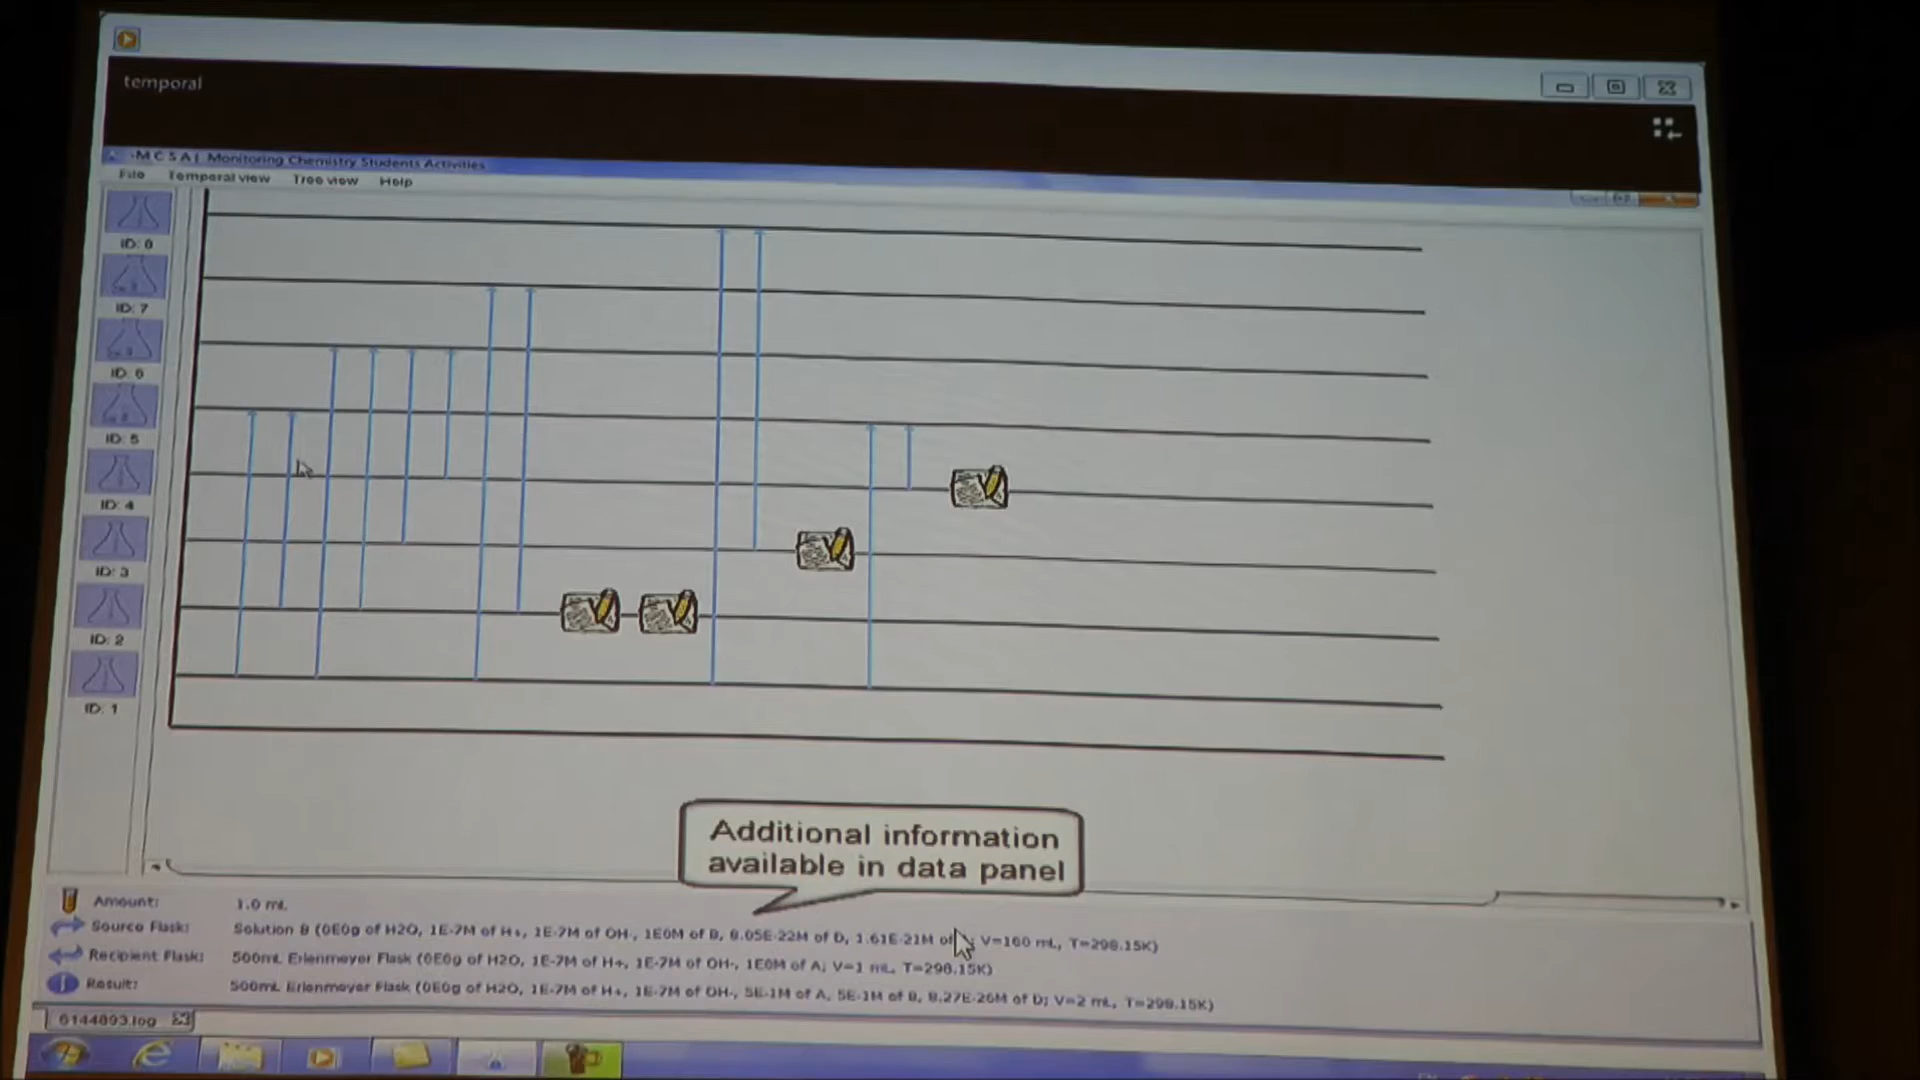 temporal
-M C S A | Monitoring Chemistry Students Activities
File Temporal view Tree view Help
ID: 8
ID: 7
ID: 6
ID: 5
ID: 4
ID: 3
ID: 2
ID: 1
Additional information
available in data panel
Amount: 1.0 mL
Source Flask: Solution B (0E0g of H2O, 1E-7M of H+, 1E-7M of OH-, 1E0M of B, 8.05E-22M of D, 1.61E-21M of V=160 mL, T=298.15K)
Recipient Flask: 500mL Erlenmeyer Flask (0E0g of H2O, 1E-7M of H+, 1E-7M of OH-, 1E0M of A; V=1 mL, T=298.15K)
Result: 500mL Erlenmeyer Flask (0E0g of H2O, 1E-7M of H+, 1E-7M of OH-, 5E-1M of A, 5E-1M of B, 8.27E-26M of D; V=2 mL, T=298.15K)
6144893.log